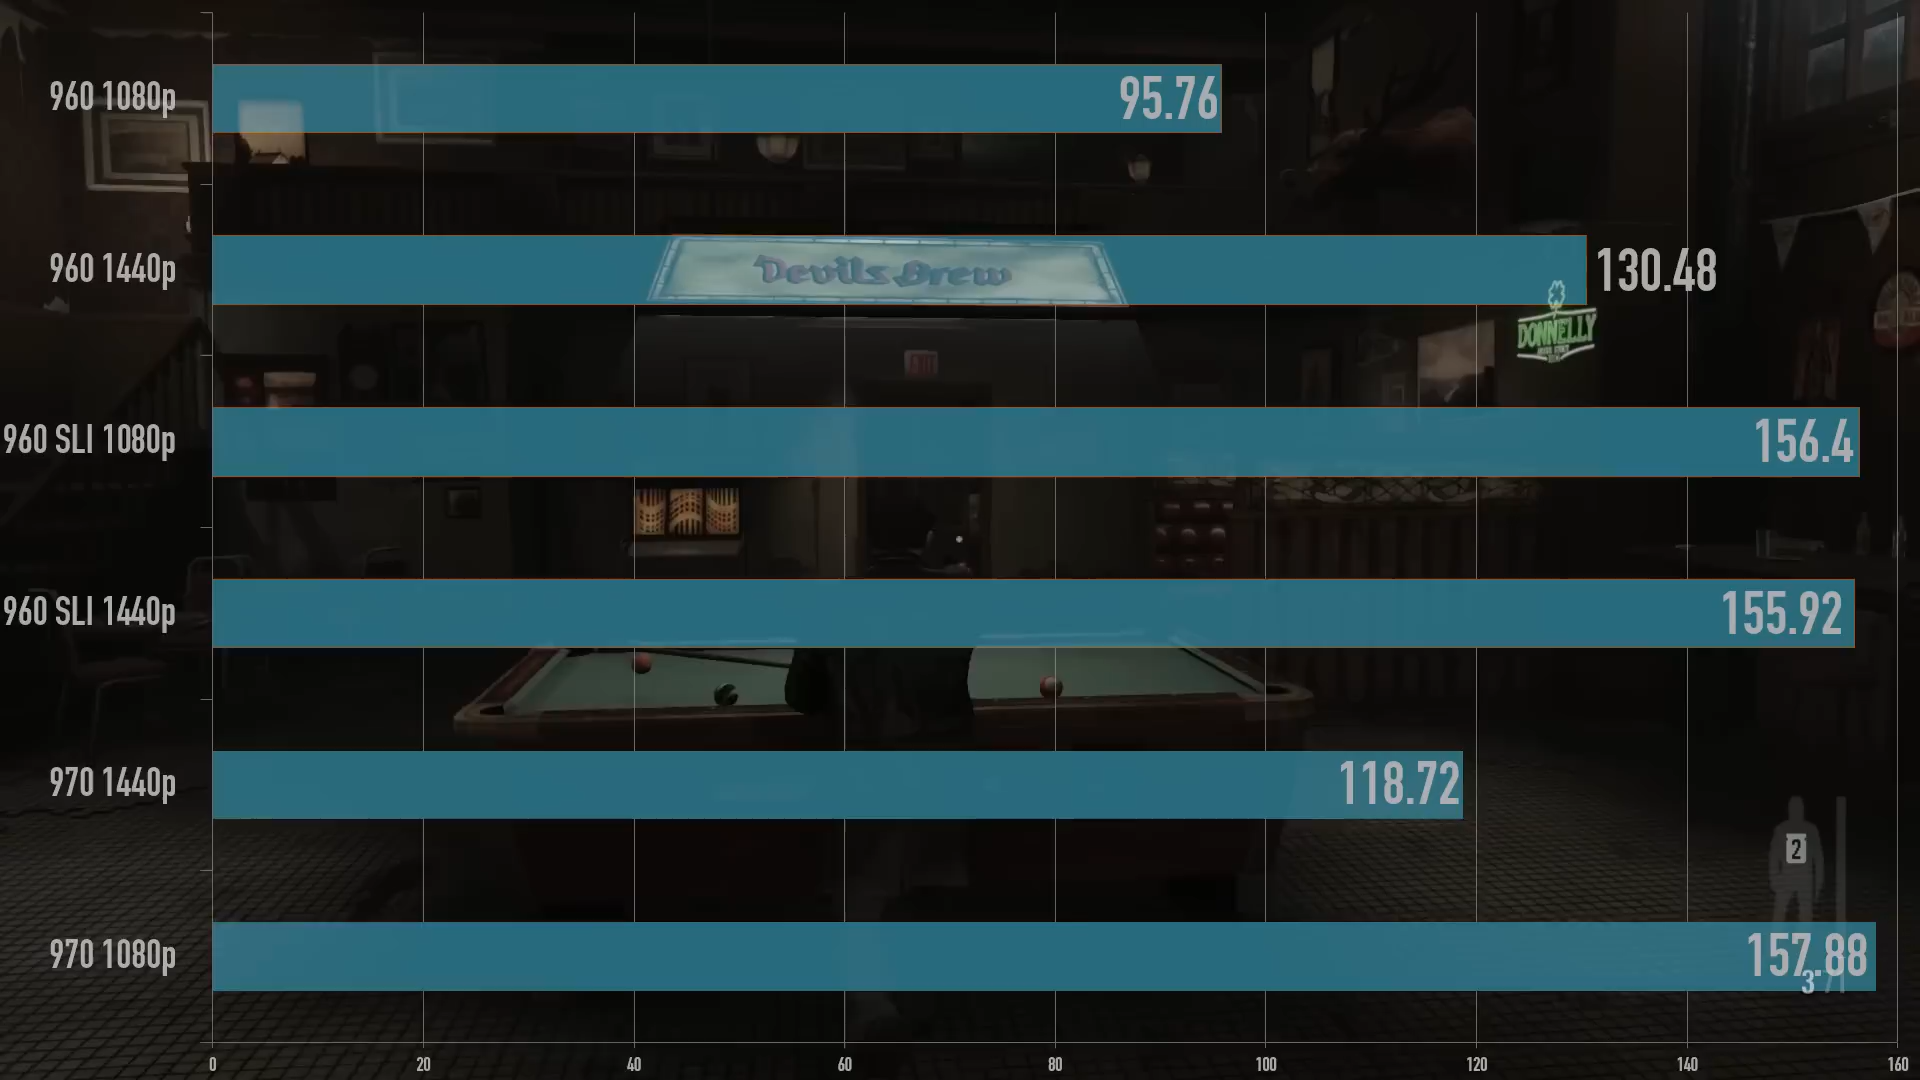 960 1080p 95.76
960 1440p 130.48
Devils Brew
DONNELLY
EXIT
960 SLI 1080p 156.4
960 SLI 1440p 155.92
970 1440p 118.72
2
970 1080p 157.88
3
0 20 40 60 80 100 120 140 160